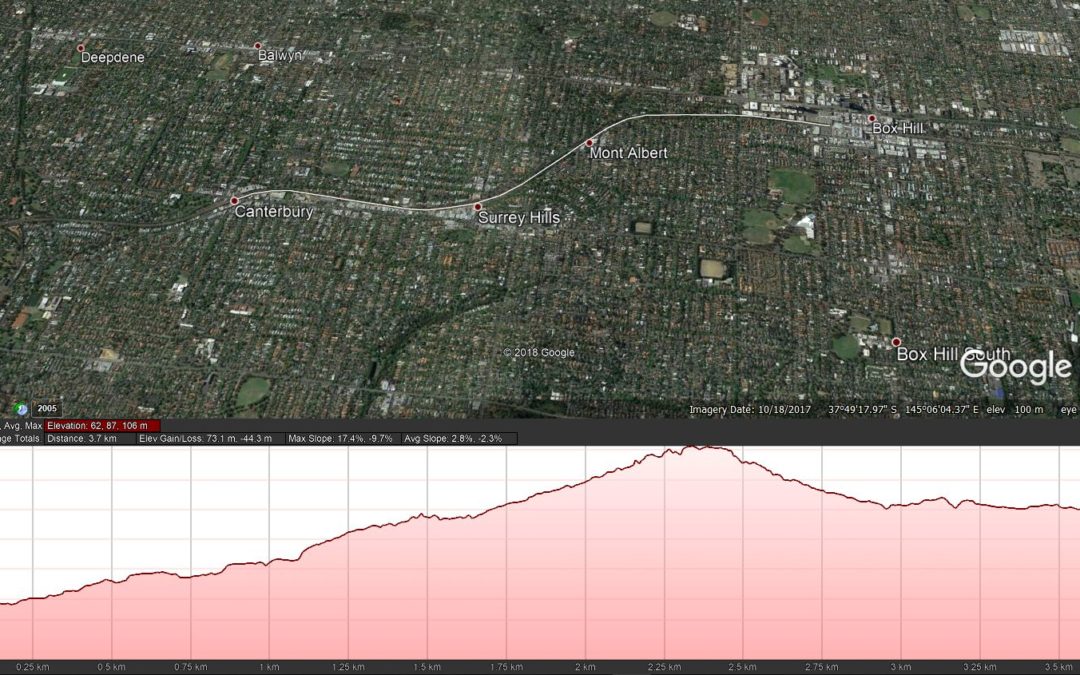 Deepdene
Balwyn
Box Hill
Mont Albert
Canterbury
Surrey Hills
© 2018 Google
Box Hill South
Google
2005
Imagery Date: 10/18/2017 37°49'17.97" S, 145°06'04.37" E elev 100 m eye
, Avg, Max Elevation: 62, 87, 106 m
ge Totals Distance: 3.7 km Elev Gain/Loss: 73.1 m, -44.3 m Max Slope: 17.4%, -9.7% Avg Slope: 2.8%, -2.3%
0.25 km 0.5 km 0.75 km 1 km 1.25 km 1.5 km 1.75 km 2 km 2.25 km 2.5 km 2.75 km 3 km 3.25 km 3.5 km